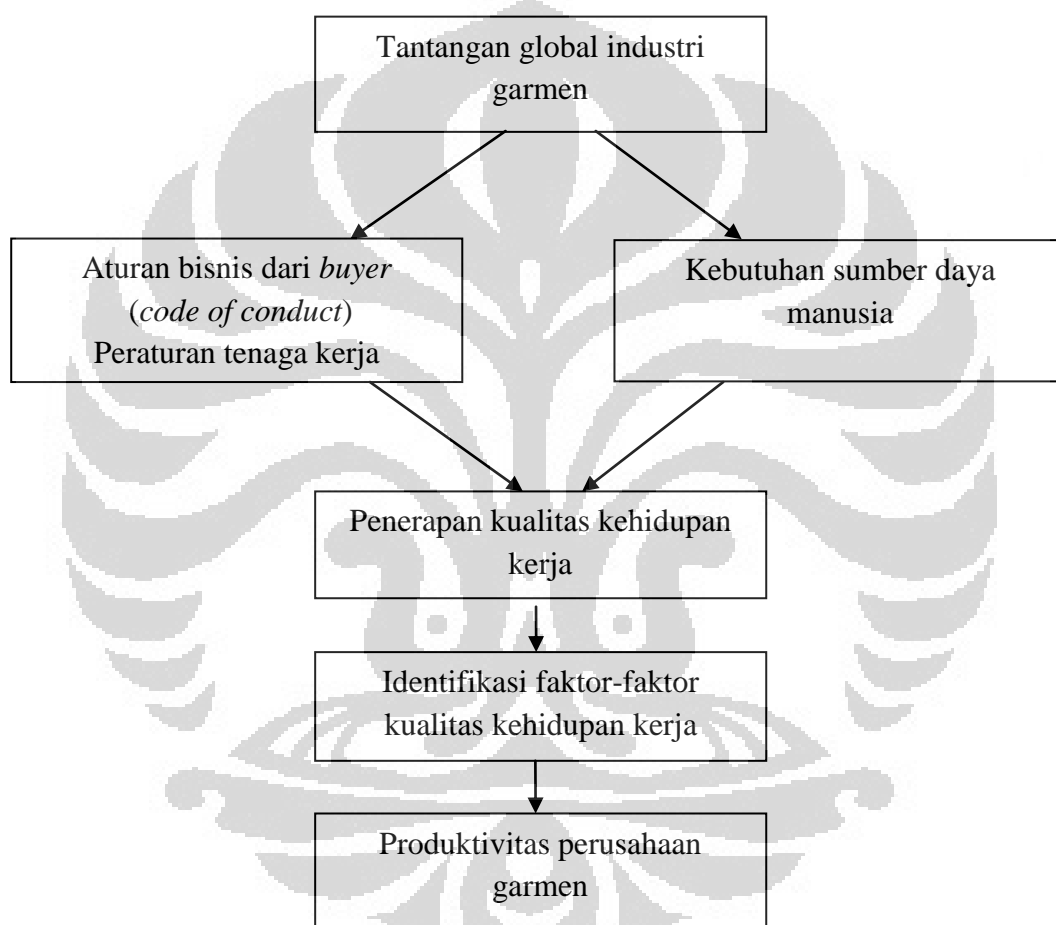 Tantangan global industri
garmen
Aturan bisnis dari buyer
(code of conduct)
Peraturan tenaga kerja
Kebutuhan sumber daya
manusia
Penerapan kualitas kehidupan
kerja
Identifikasi faktor-faktor
kualitas kehidupan kerja
Produktivitas perusahaan
garmen